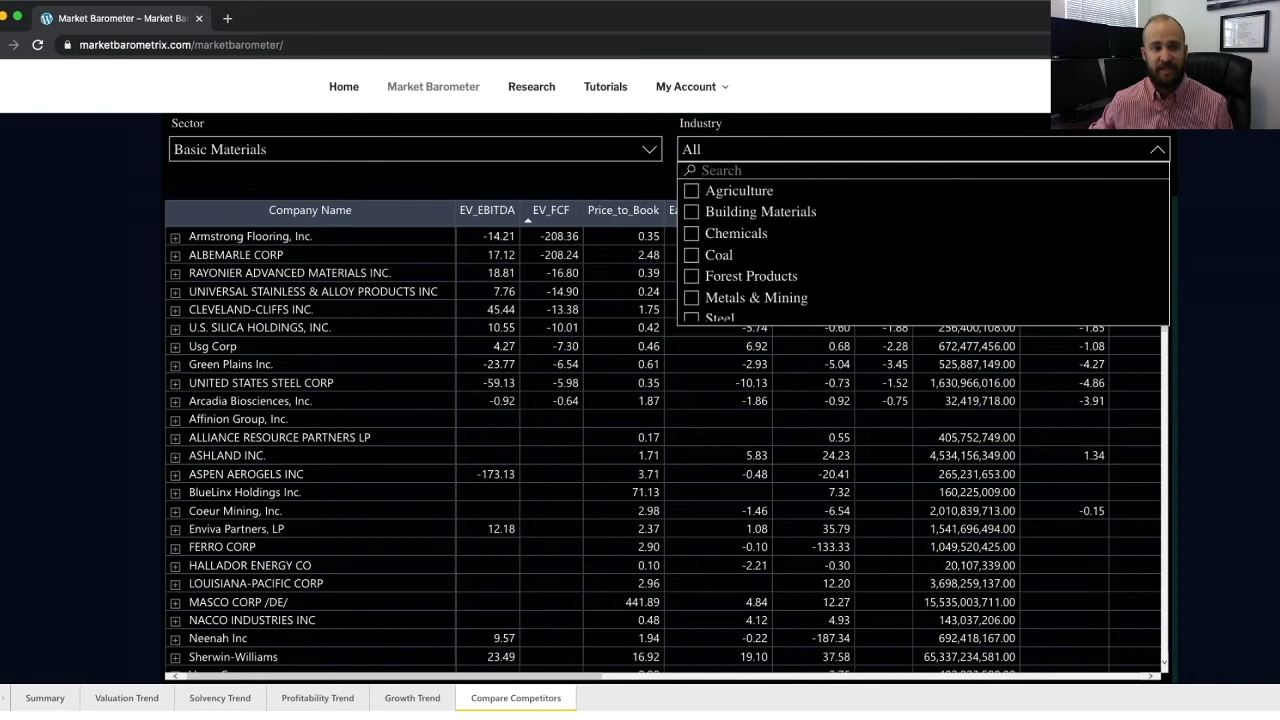 Market Barometer – Market Ba
marketbarometrix.com/marketbarometer/
Home Market Barometer Research Tutorials My Account
Sector Industry
Basic Materials All
Search
Agriculture
Building Materials
Chemicals
Coal
Forest Products
Metals & Mining
Steel
Company Name EV_EBITDA EV_FCF Price_to_Book
Armstrong Flooring, Inc. -14.21 -208.36 0.35
ALBEMARLE CORP 17.12 -208.24 2.48
RAYONIER ADVANCED MATERIALS INC. 18.81 -16.80 0.39
UNIVERSAL STAINLESS & ALLOY PRODUCTS INC 7.76 -14.90 0.24
CLEVELAND-CLIFFS INC. 45.44 -13.38 1.75
U.S. SILICA HOLDINGS, INC. 10.55 -10.01 0.42 -5.74 -0.60 -1.88 256,400,108.00 -1.85
Usg Corp 4.27 -7.30 0.46 6.92 0.68 -2.28 672,477,456.00 -1.08
Green Plains Inc. -23.77 -6.54 0.61 -2.93 -5.04 -3.45 525,887,149.00 -4.27
UNITED STATES STEEL CORP -59.13 -5.98 0.35 -10.13 -0.73 -1.52 1,630,966,016.00 -4.86
Arcadia Biosciences, Inc. -0.92 -0.64 1.87 -1.86 -0.92 -0.75 32,419,718.00 -3.91
Affinion Group, Inc.
ALLIANCE RESOURCE PARTNERS LP 0.17 0.55 405,752,749.00
ASHLAND INC. 1.71 5.83 24.23 4,534,156,349.00 1.34
ASPEN AEROGELS INC -173.13 3.71 -0.48 -20.41 265,231,653.00
BlueLinx Holdings Inc. 71.13 7.32 160,225,009.00
Coeur Mining, Inc. 2.98 -1.46 -6.54 2,010,839,713.00 -0.15
Enviva Partners, LP 12.18 2.37 1.08 35.79 1,541,696,494.00
FERRO CORP 2.90 -0.10 -133.33 1,049,520,425.00
HALLADOR ENERGY CO 0.10 -2.21 -0.30 20,107,339.00
LOUISIANA-PACIFIC CORP 2.96 12.20 3,698,259,137.00
MASCO CORP /DE/ 441.89 4.84 12.27 15,535,003,711.00
NACCO INDUSTRIES INC 0.48 4.12 4.93 143,037,206.00
Neenah Inc 9.57 1.94 -0.22 -187.34 692,418,167.00
Sherwin-Williams 23.49 16.92 19.10 37.58 65,337,234,581.00
Summary Valuation Trend Solvency Trend Profitability Trend Growth Trend Compare Competitors